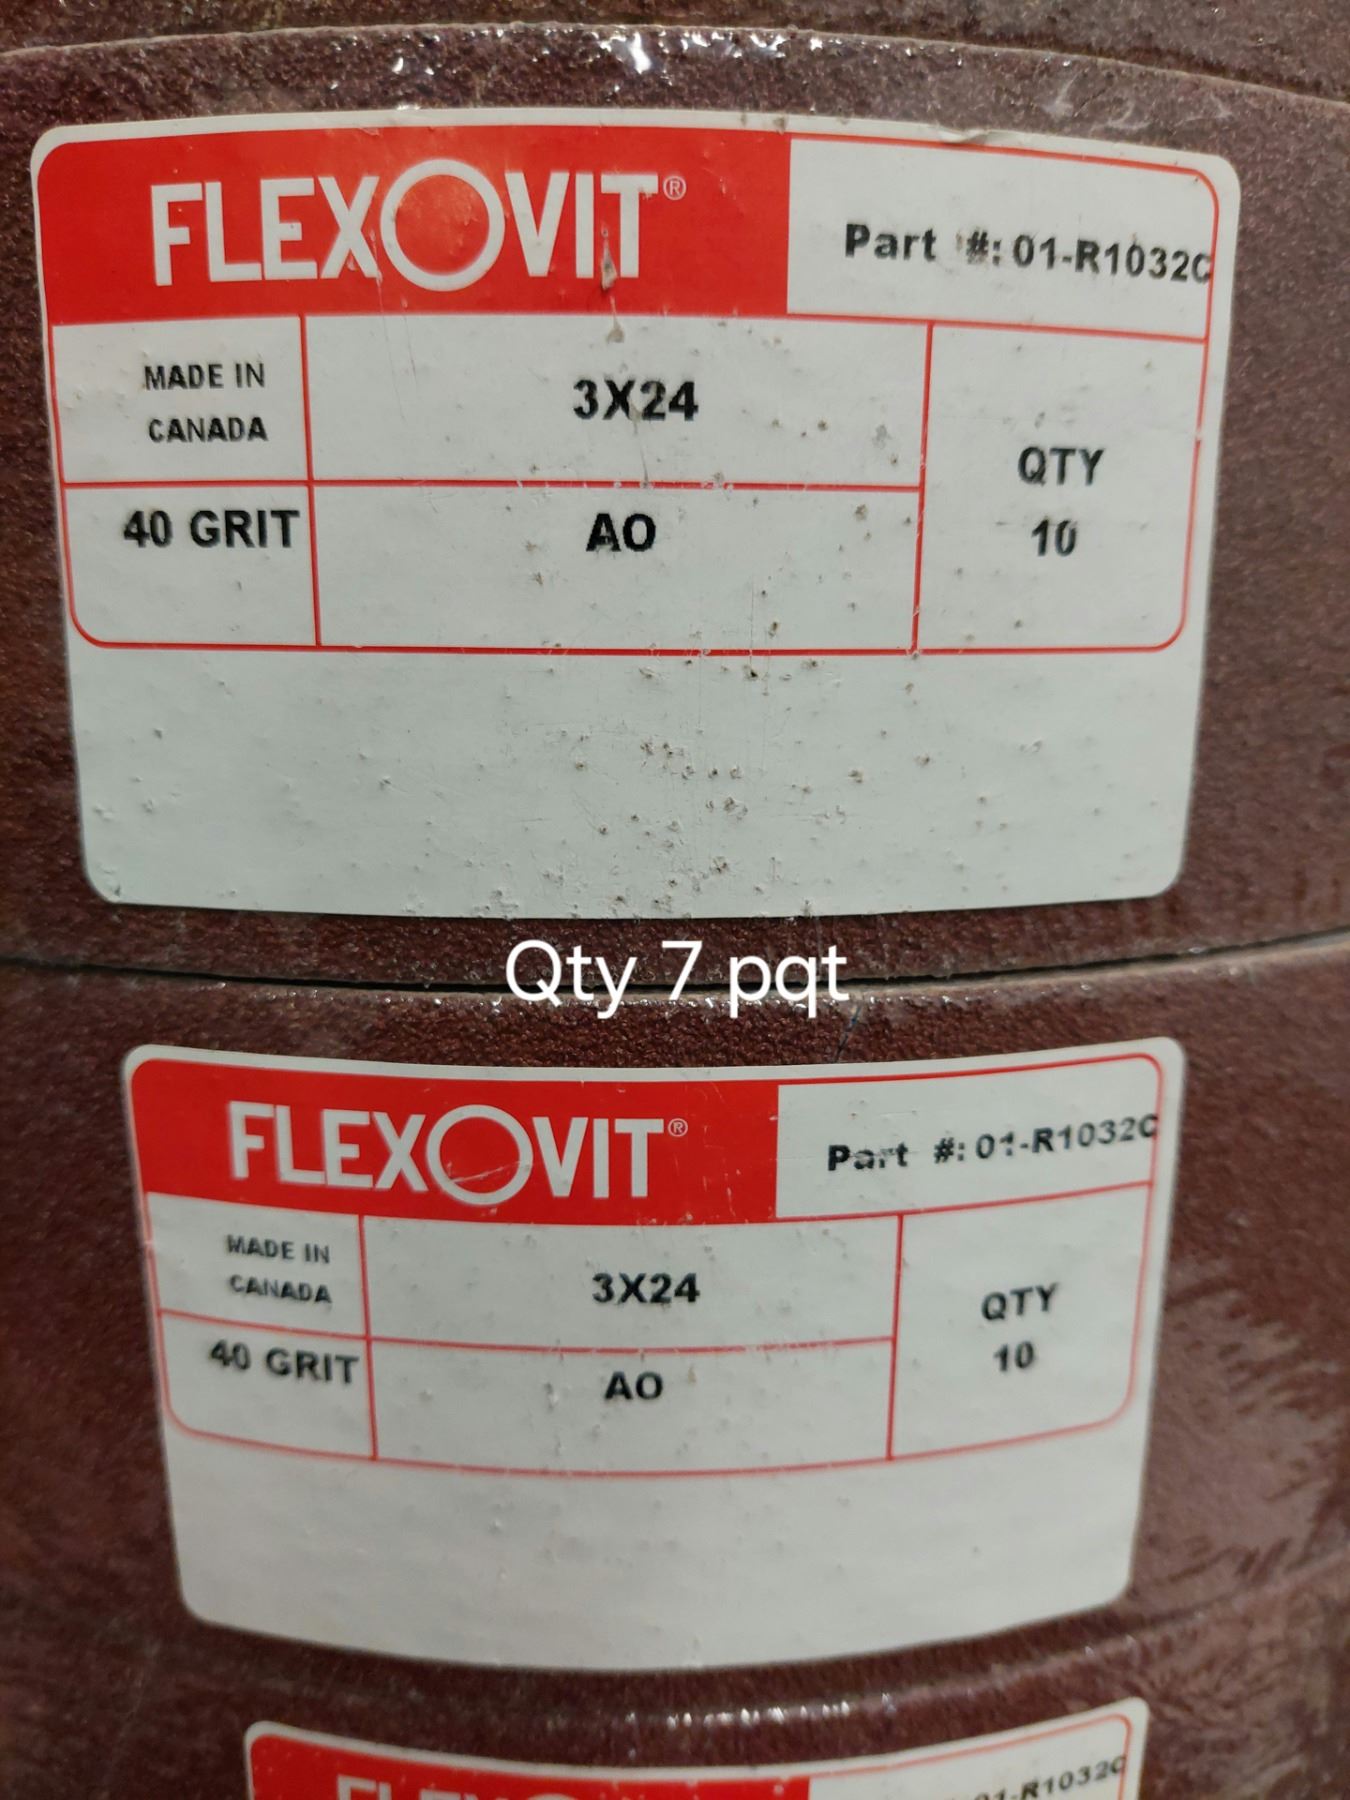 FLEXOVIT®
Part #: 01-R1032C
MADE IN
CANADA
3X24
QTY
10
40 GRIT
AO
Qty 7 pqt
FLEXOVIT®
Part #: 01-R1032C
MADE IN
CANADA
3X24
QTY
10
40 GRIT
AO
FLEXOVIT
01-R1032C